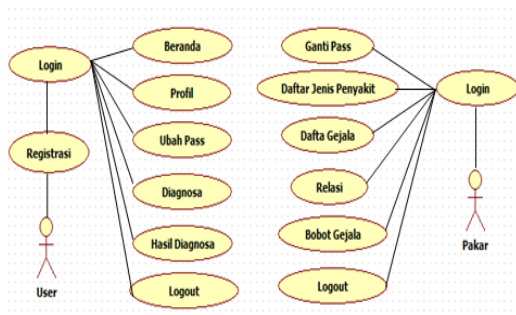 Beranda
Login
Profil
Ubah Pass
Registrasi
Diagnosa
Hasil Diagnosa
User
Logout
Ganti Pass
Daftar Jenis Penyakit
Login
Dafta Gejala
Relasi
Bobot Gejala
Pakar
Logout